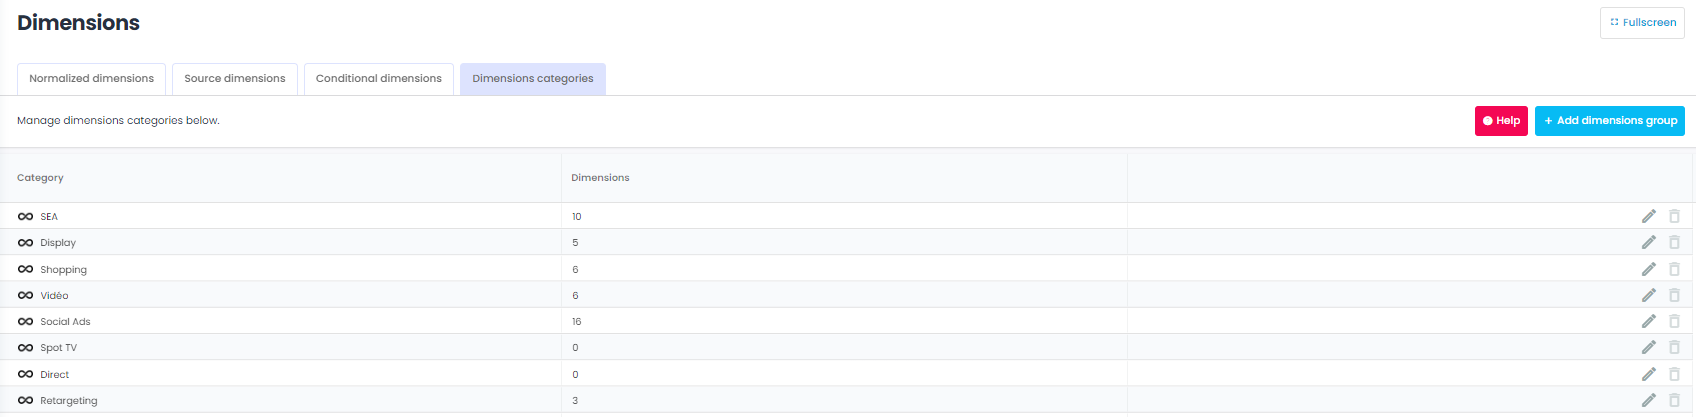 Dimensions
Fullscreen
Normalized dimensions Source dimensions Conditional dimensions Dimensions categories
Manage dimensions categories below.
Help + Add dimensions group
Category Dimensions
SEA 10
Display 5
Shopping 6
Vidéo 6
Social Ads 16
Spot TV 0
Direct 0
Retargeting 3